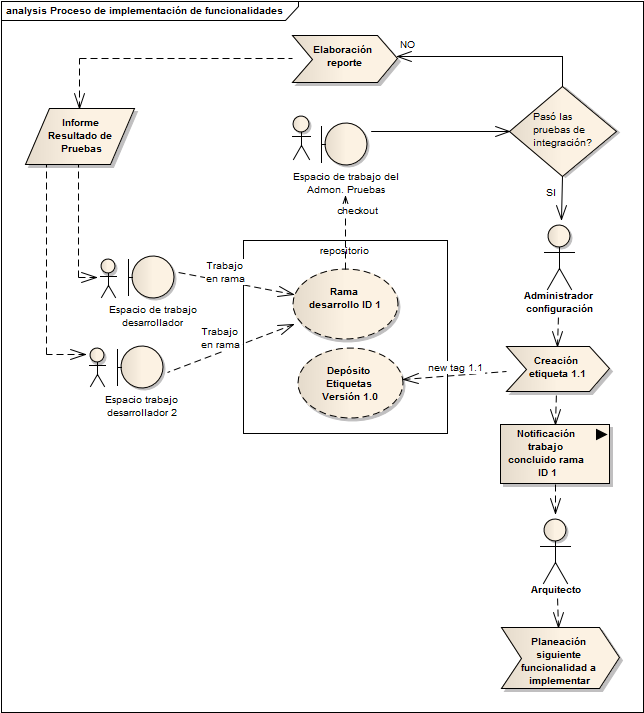 analysis Proceso de implementación de funcionalidades
Elaboración
reporte
NO
Informe
Resultado de
Pruebas
Pasó las
pruebas de
integración?
Espacio de trabajo del
Admon. Pruebas
SI
checkout
repositorio
Trabajo
en rama
Rama
desarrollo ID 1
Espacio de trabajo
desarrollador
Administrador
configuración
Trabajo
en rama
Depósito
Etiquetas
Versión 1.0
new tag 1.1
Creación
etiqueta 1.1
Espacio trabajo
desarrollador 2
Notificación
trabajo
concluido rama
ID 1
Arquitecto
Planeación
siguiente
funcionalidad a
implementar